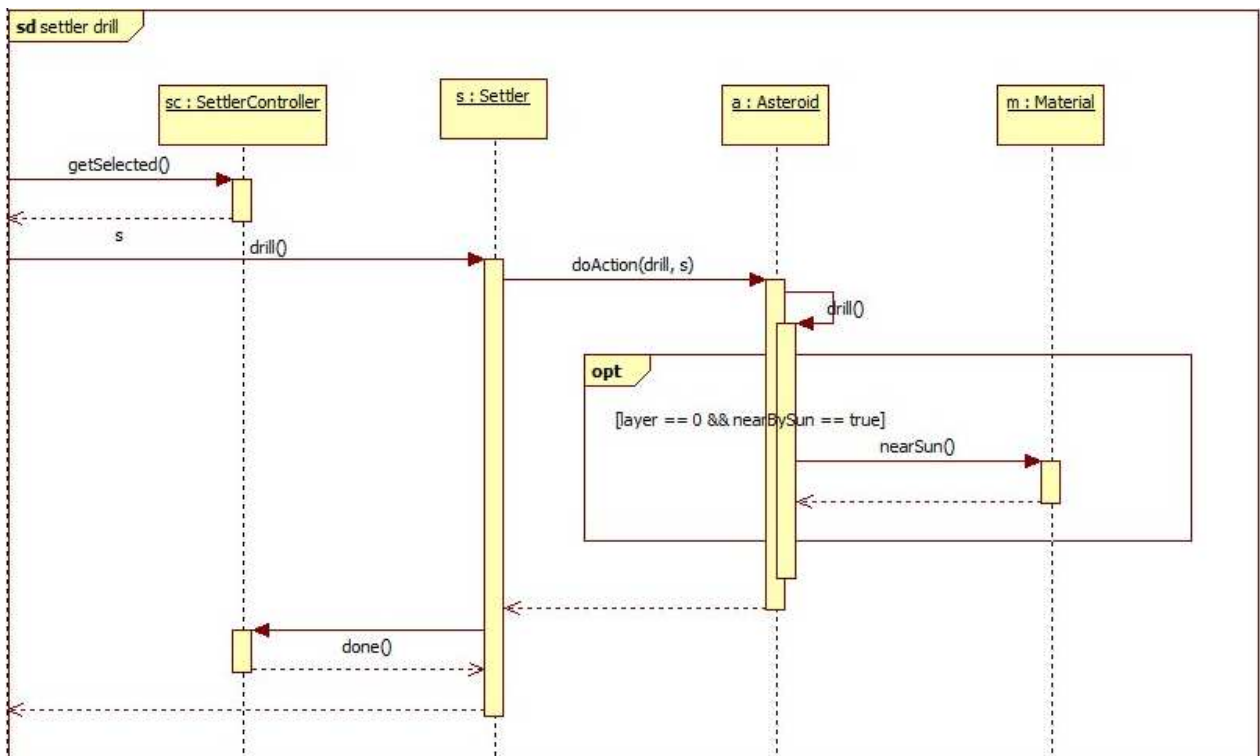 sd settler drill
sc : SettlerController
s : Settler
a : Asteroid
m : Material
getSelected()
s
drill()
doAction(drill, s)
drill()
opt
[layer == 0 && nearBySun == true]
nearSun()
done()